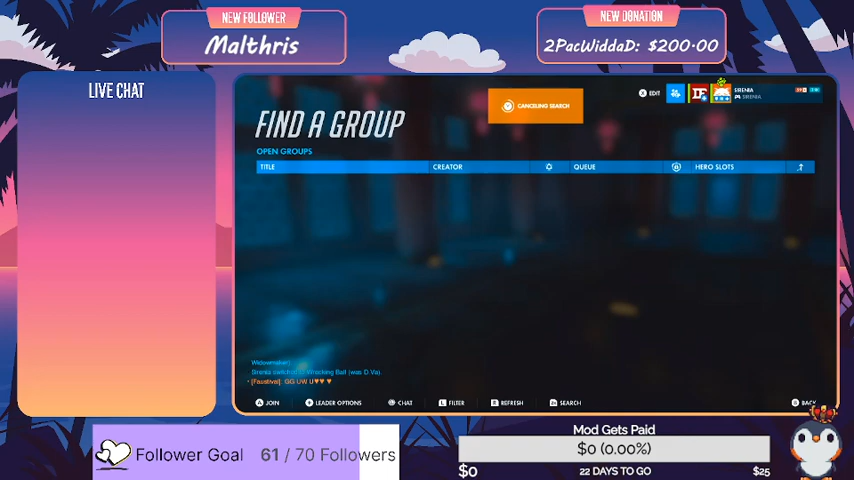 NEW FOLLOWER
Malthris
NEW DONATION
2PacWiddaD: $200.00
LIVE CHAT
FIND A GROUP
CANCELING SEARCH
EDIT
SIRENIA
SIRENIA
OPEN GROUPS
TITLE CREATOR QUEUE HERO SLOTS
Widowmaker)
Sirenia switched to Wrecking Ball (was D.Va).
[Faustival]: GG UW U♥♥ ♥
JOIN LEADER OPTIONS CHAT FILTER REFRESH SEARCH BACK
Follower Goal 61 / 70 Followers
Mod Gets Paid
$0 (0.00%)
$0 22 DAYS TO GO $25